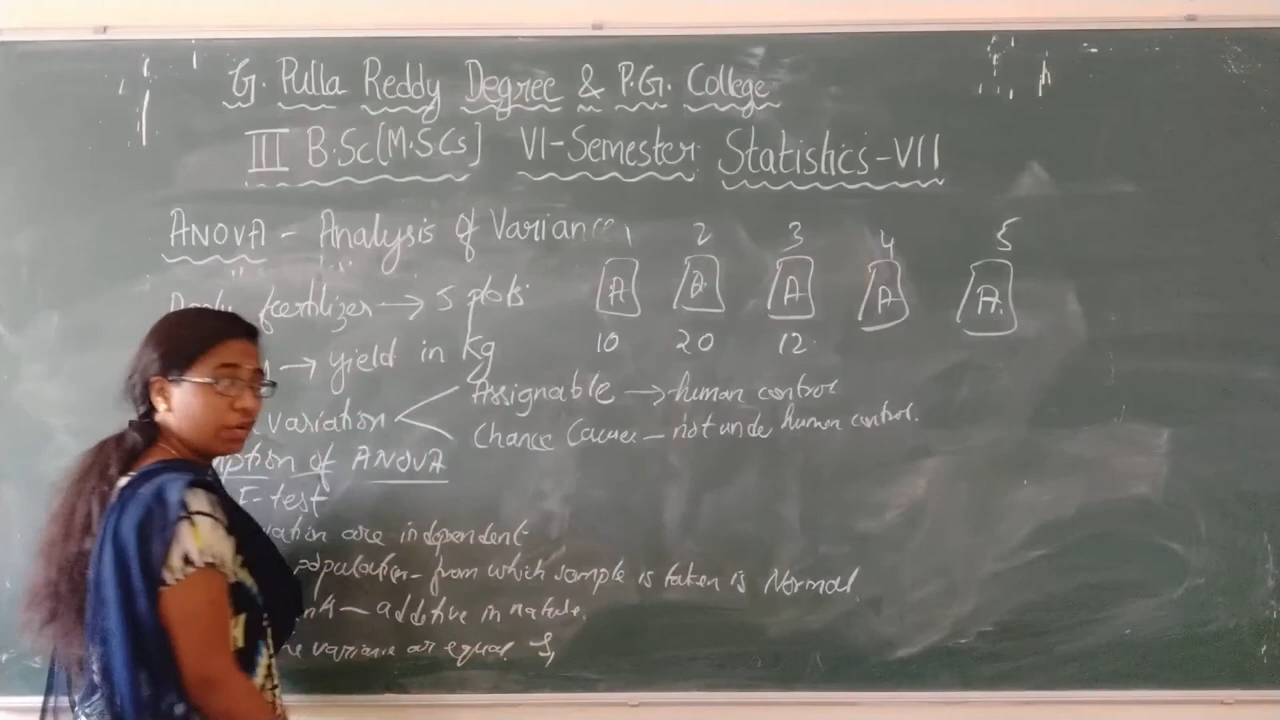 G. Pulla Reddy Degree & P.G. College
III B.Sc(M.SCs) VI-Semester Statistics-VII
ANOVA - Analysis of Variance 1 2 3 4 5
fertilizer → 5 plots A A A A A
→ yield in kg 10 20 12
variation Assignable → human control
Chance Causes - not under human control.
ption of ANOVA
F-test
vation are independent
population - from which sample is taken is Normal.
additive in nature.
variance are equal